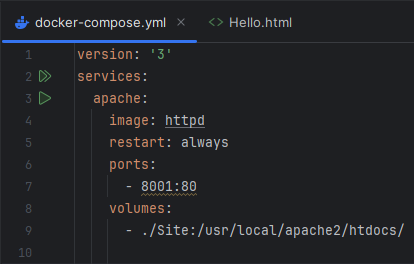 docker-compose.yml Hello.html
1 version: '3'
2 services:
3   apache:
4     image: httpd
5     restart: always
6     ports:
7       - 8001:80
8     volumes:
9       - ./Site:/usr/local/apache2/htdocs/
10